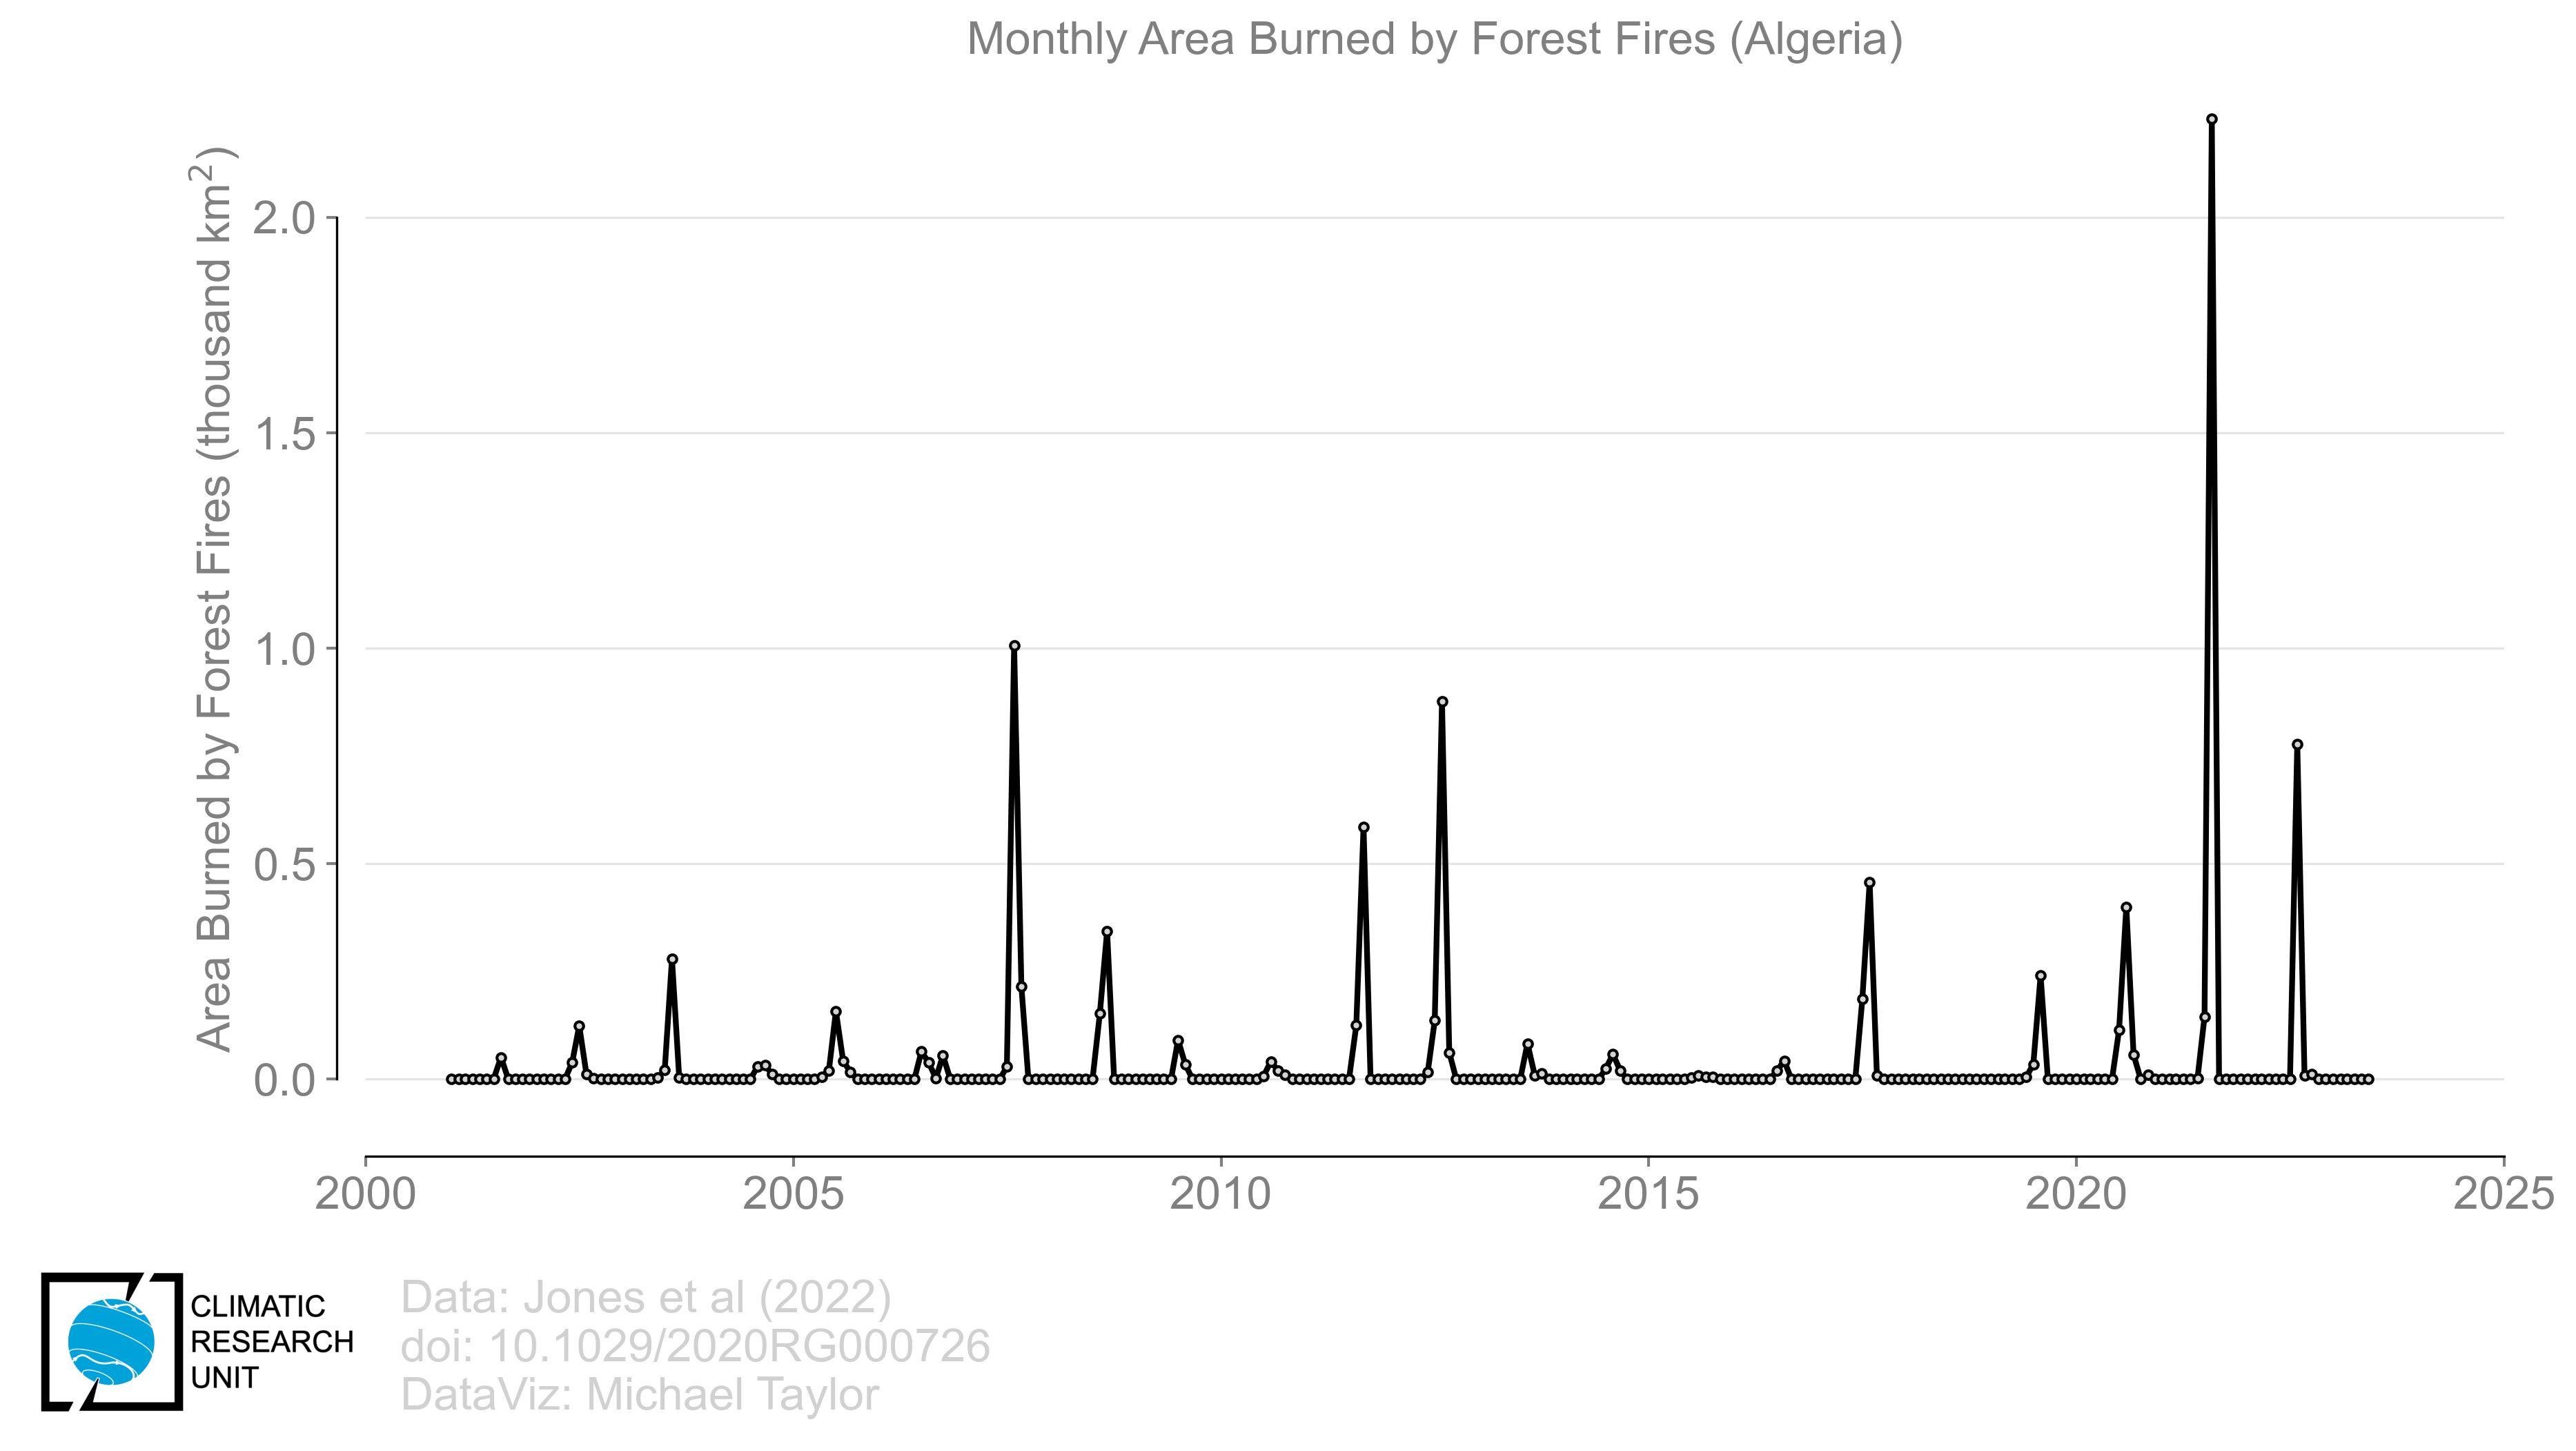 Monthly Area Burned by Forest Fires (Algeria)
Area Burned by Forest Fires (thousand km²)
2.0
1.5
1.0
0.5
0.0
2000 2005 2010 2015 2020 2025
CLIMATIC
RESEARCH
UNIT
Data: Jones et al (2022)
doi: 10.1029/2020RG000726
DataViz: Michael Taylor